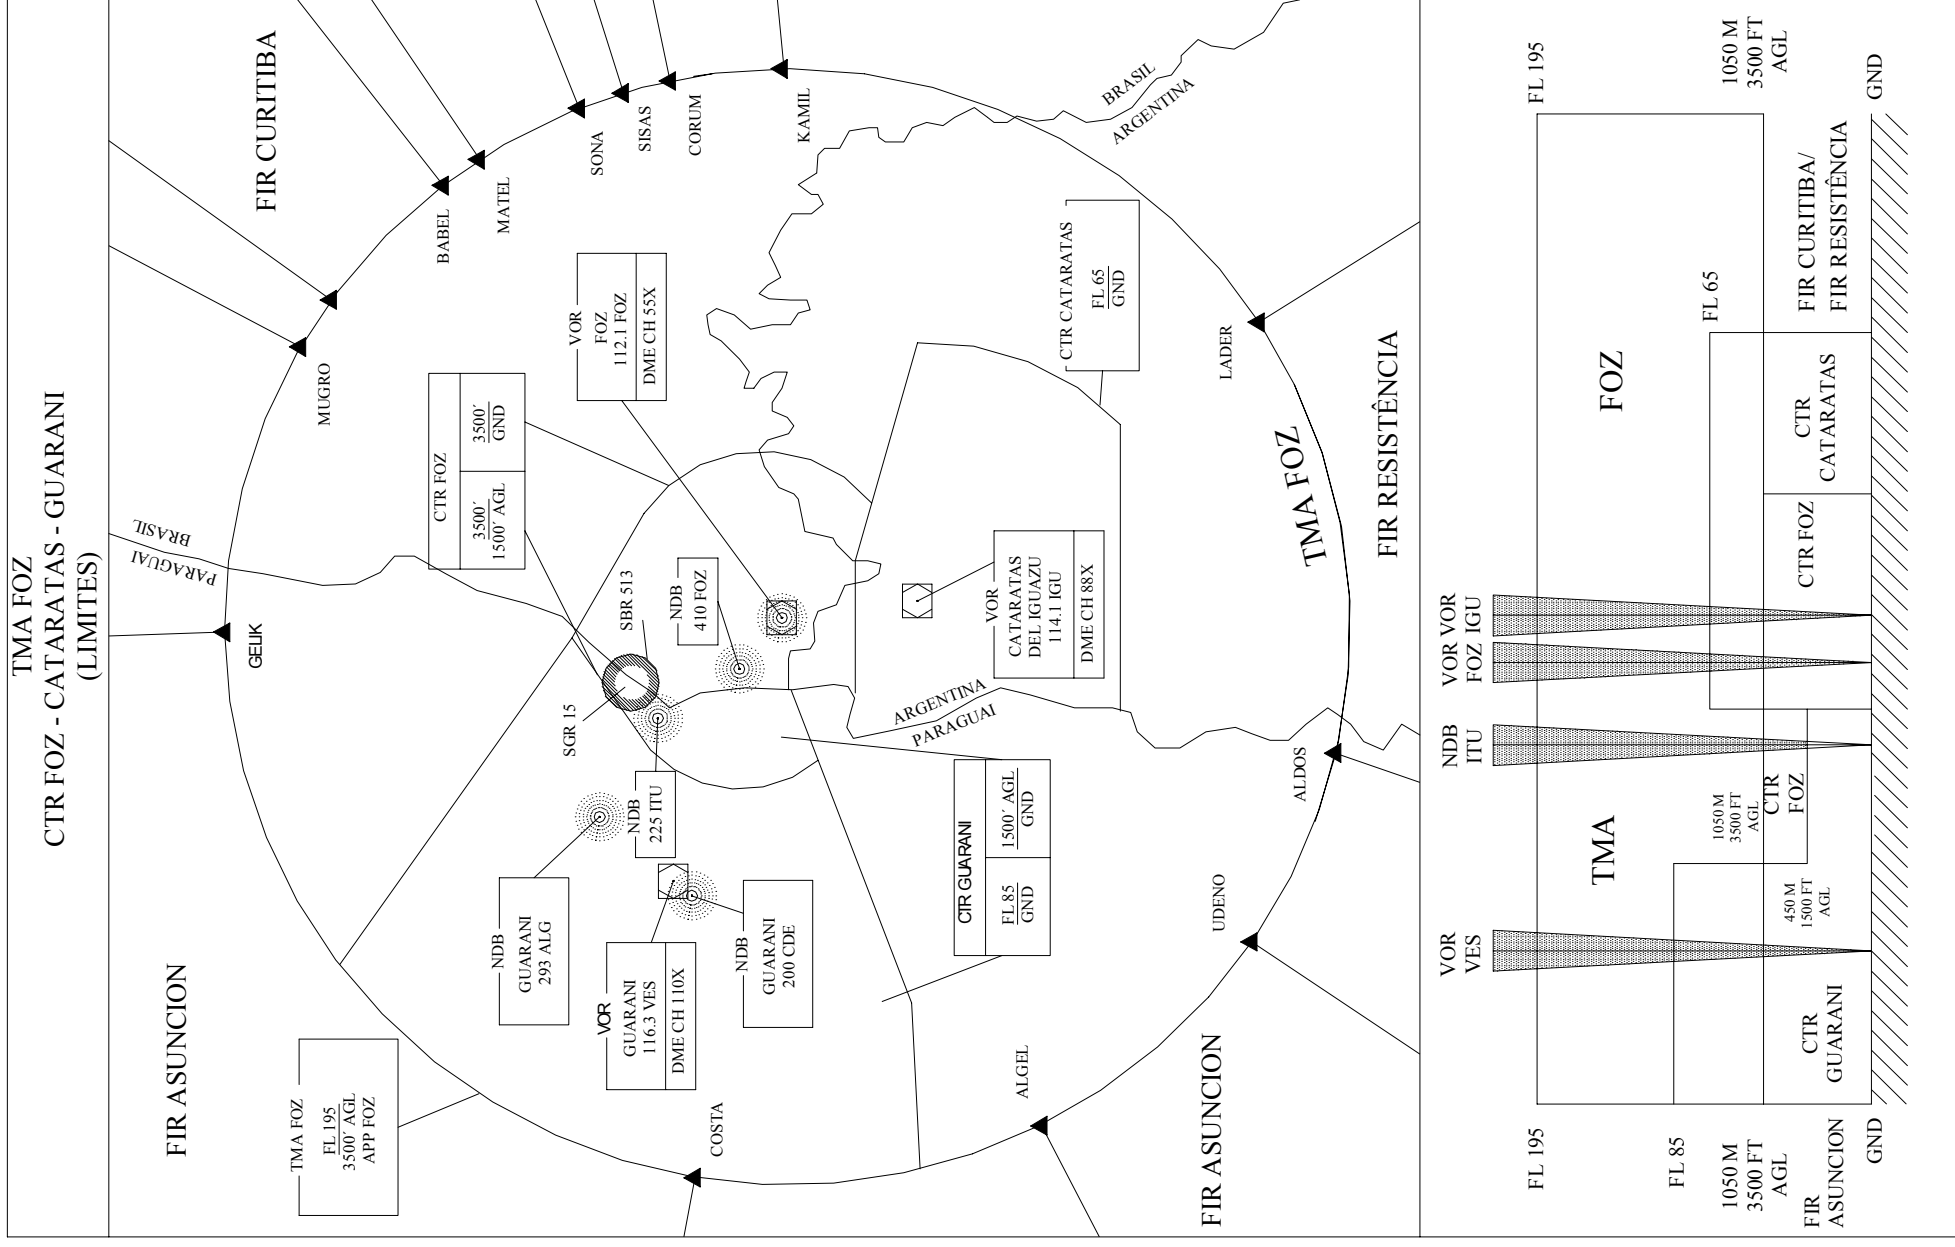 TMA FOZ
CTR FOZ - CATARATAS - GUARANI
(LIMITES)
FIR ASUNCION
FIR CURITIBA
BRASIL
PARAGUAI
GELIK
MUGRO
BABEL
MATEL
SONA
SISAS
CORUM
KAMIL
BRASIL
ARGENTINA
TMA FOZ
FL 195
3500´ AGL
APP FOZ
CTR FOZ
3500´
1500´ AGL
3500´
GND
VOR
FOZ
112.1 FOZ
DME CH 55X
NDB
GUARANI
293 ALG
SGR 15
SBR 513
NDB
410 FOZ
NDB
225 ITU
VOR
GUARANI
116.3 VES
DME CH 110X
NDB
GUARANI
200 CDE
COSTA
CTR GUARANI
FL 85
GND
1500´ AGL
GND
ARGENTINA
PARAGUAI
VOR
CATARATAS
DEL IGUAZU
114.1 IGU
DME CH 88X
CTR CATARATAS
FL 65
GND
ALGEL
UDENO
ALDOS
LADER
TMA FOZ
FIR ASUNCION
FIR RESISTÊNCIA
VOR
VES
NDB
ITU
VOR
FOZ
VOR
IGU
FL 195
FL 195
TMA
FOZ
FL 85
FL 65
1050 M
3500 FT
AGL
1050 M
3500 FT
AGL
1050 M
3500 FT
AGL
450 M
1500 FT
AGL
CTR
FOZ
CTR FOZ
CTR
CATARATAS
CTR
GUARANI
FIR CURITIBA/
FIR RESISTÊNCIA
FIR
ASUNCION
GND
GND